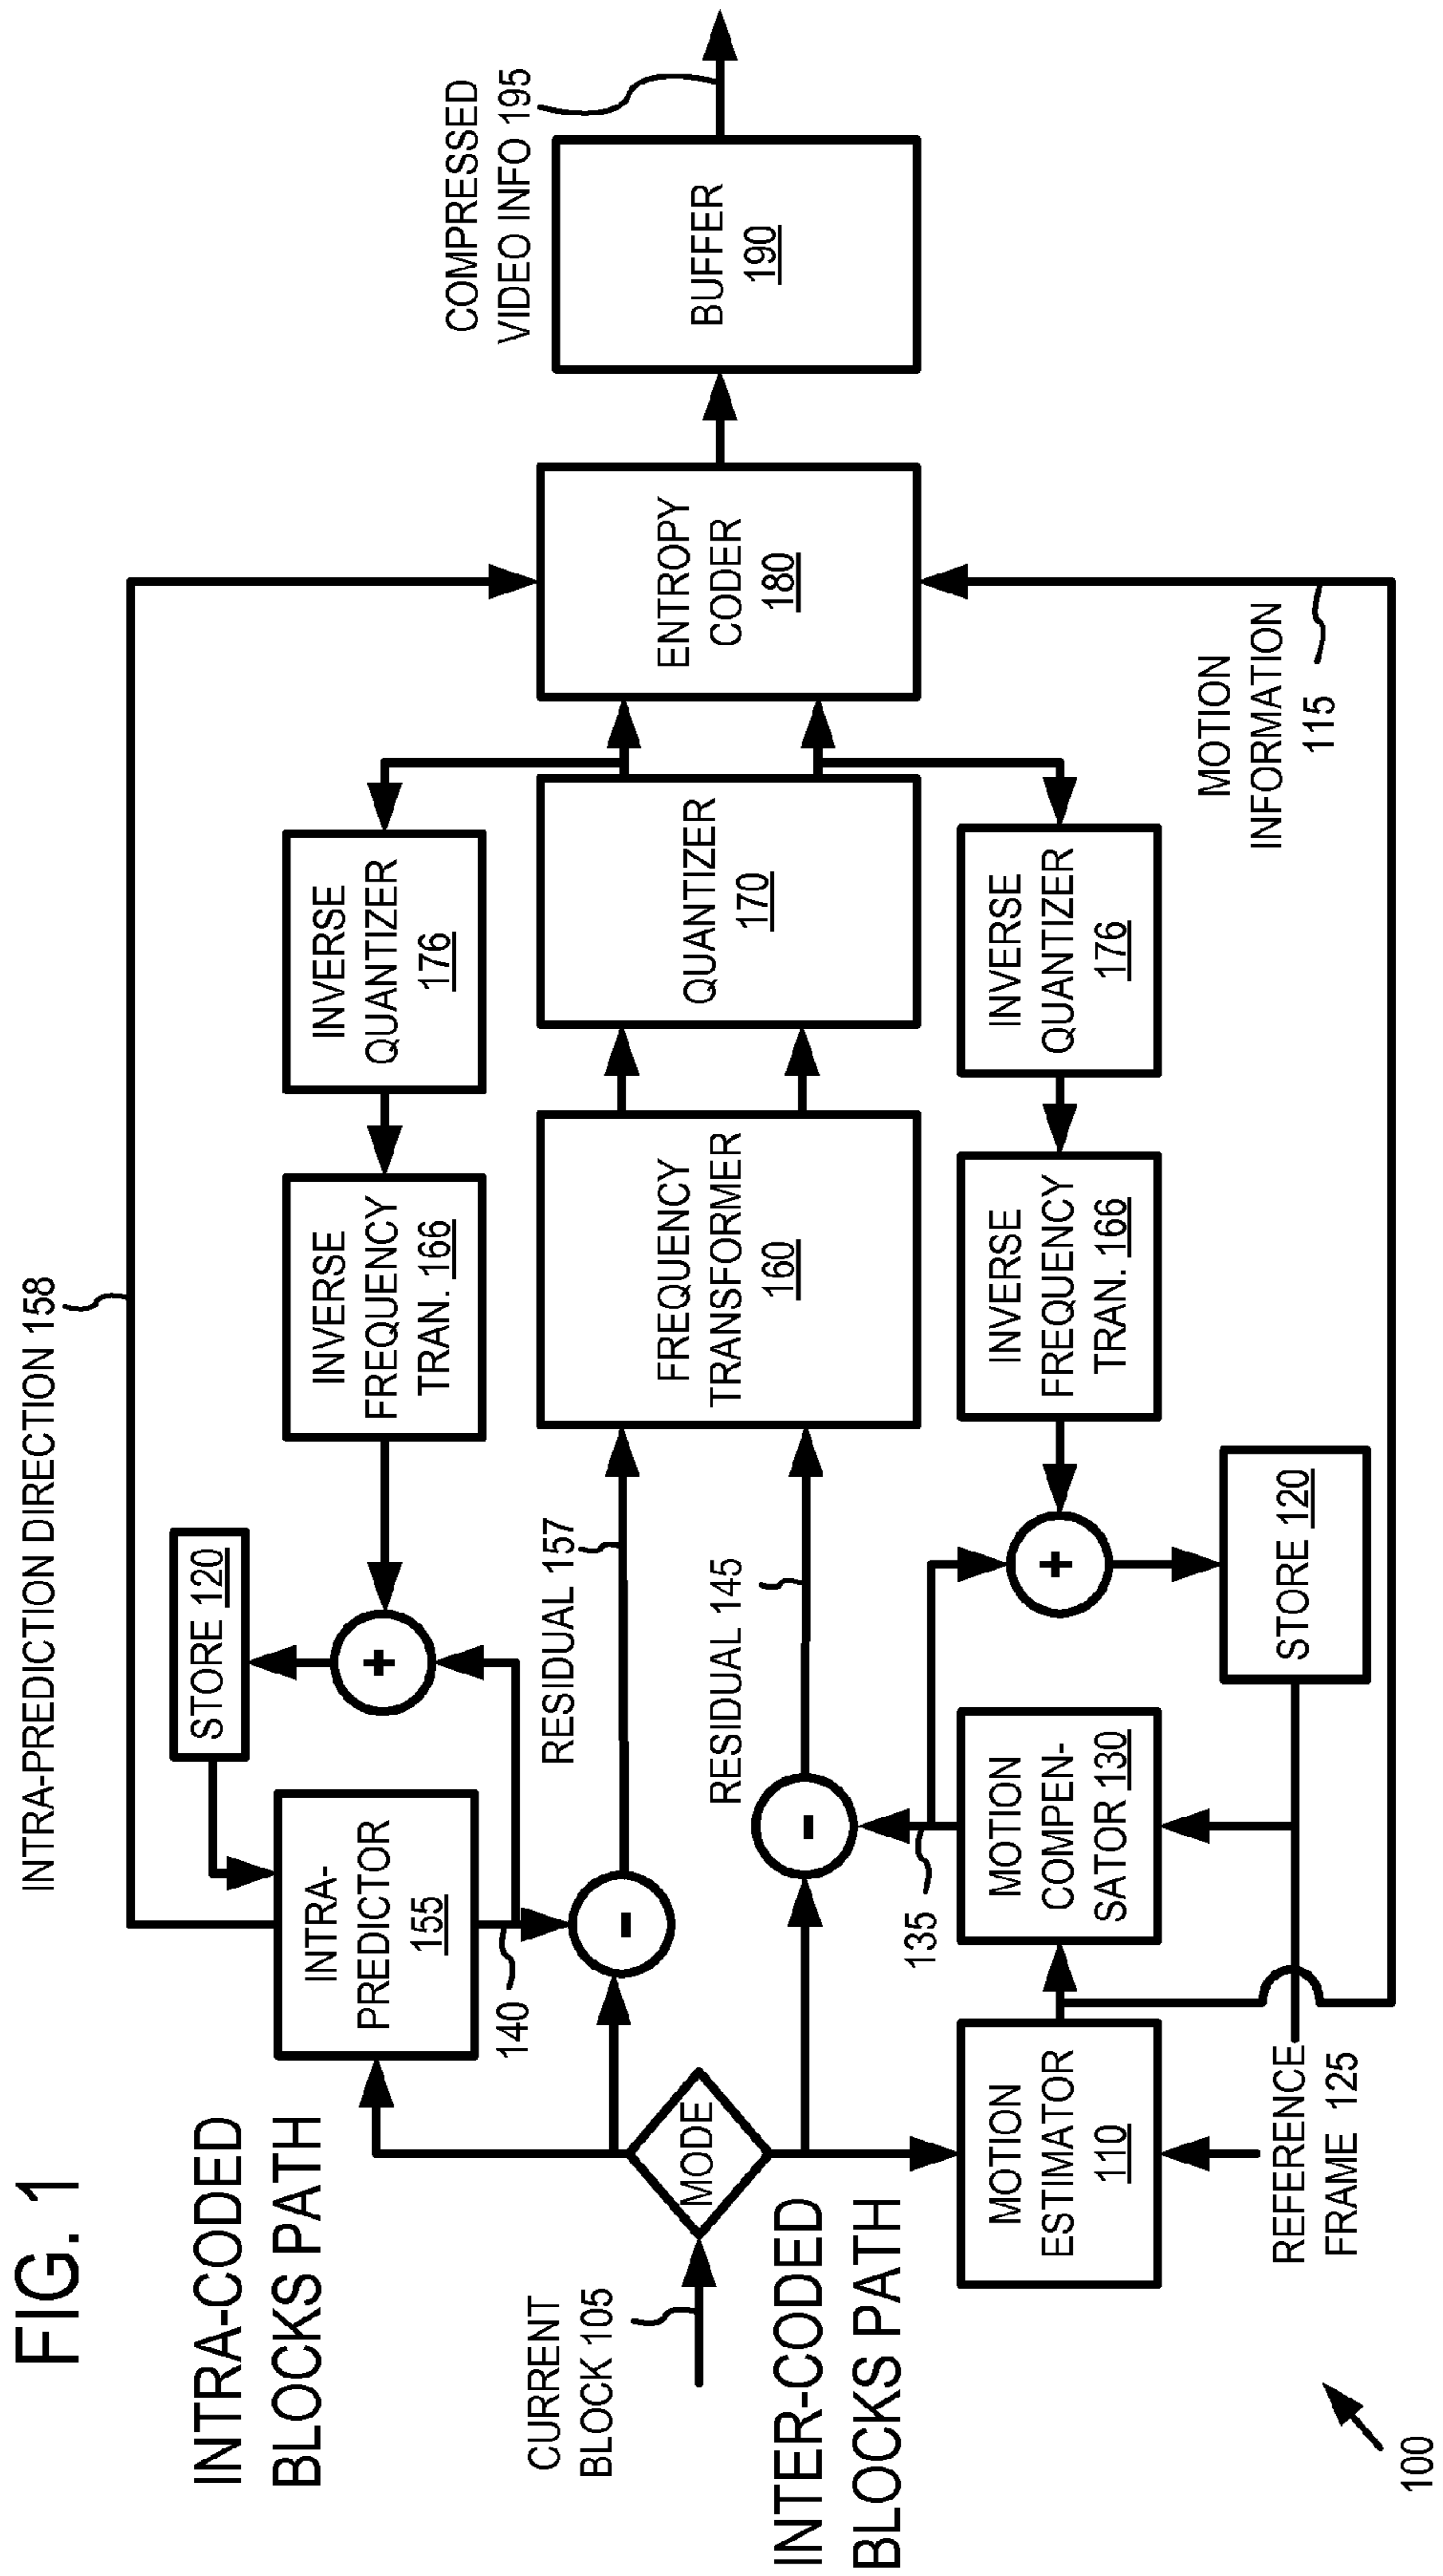 FIG. 1
INTRA-PREDICTION DIRECTION 158
INTRA-CODED
BLOCKS PATH
INTRA-
PREDICTOR
155
STORE 120
+
INVERSE
FREQUENCY
TRAN. 166
INVERSE
QUANTIZER
176
COMPRESSED
VIDEO INFO 195
140
-
RESIDUAL 157
CURRENT
BLOCK 105
MODE
FREQUENCY
TRANSFORMER
160
QUANTIZER
170
ENTROPY
CODER
180
BUFFER
190
RESIDUAL 145
-
INTER-CODED
BLOCKS PATH
135
MOTION
ESTIMATOR
110
MOTION
COMPEN-
SATOR 130
+
INVERSE
FREQUENCY
TRAN. 166
INVERSE
QUANTIZER
176
STORE 120
REFERENCE
FRAME 125
MOTION
INFORMATION
115
100